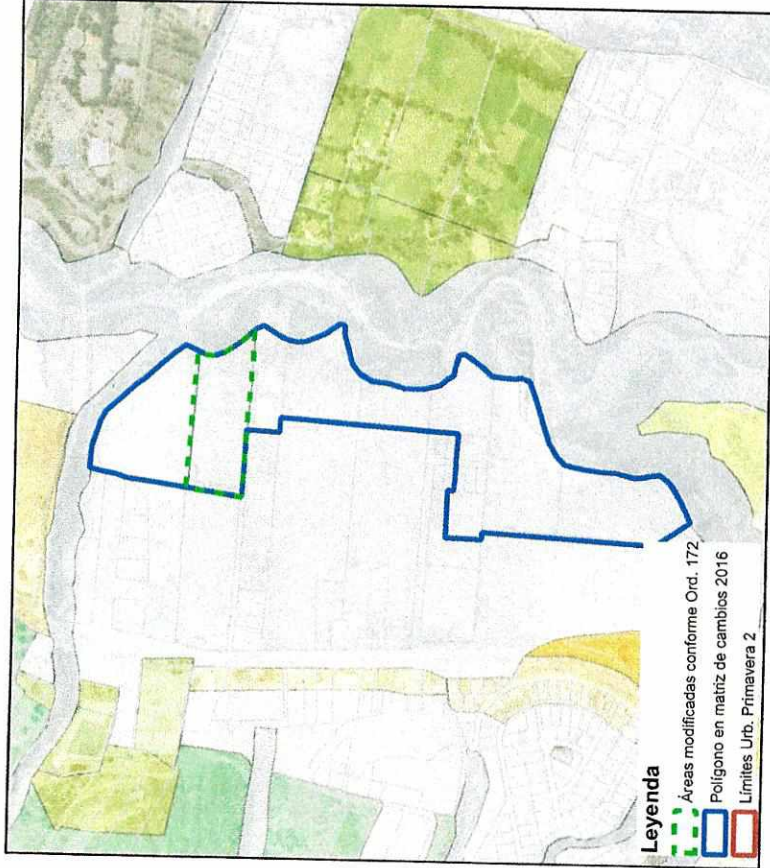 Leyenda
Áreas modificadas conforme Ord. 172
Polígono en matriz de cambios 2016
Límites Urb. Primavera 2